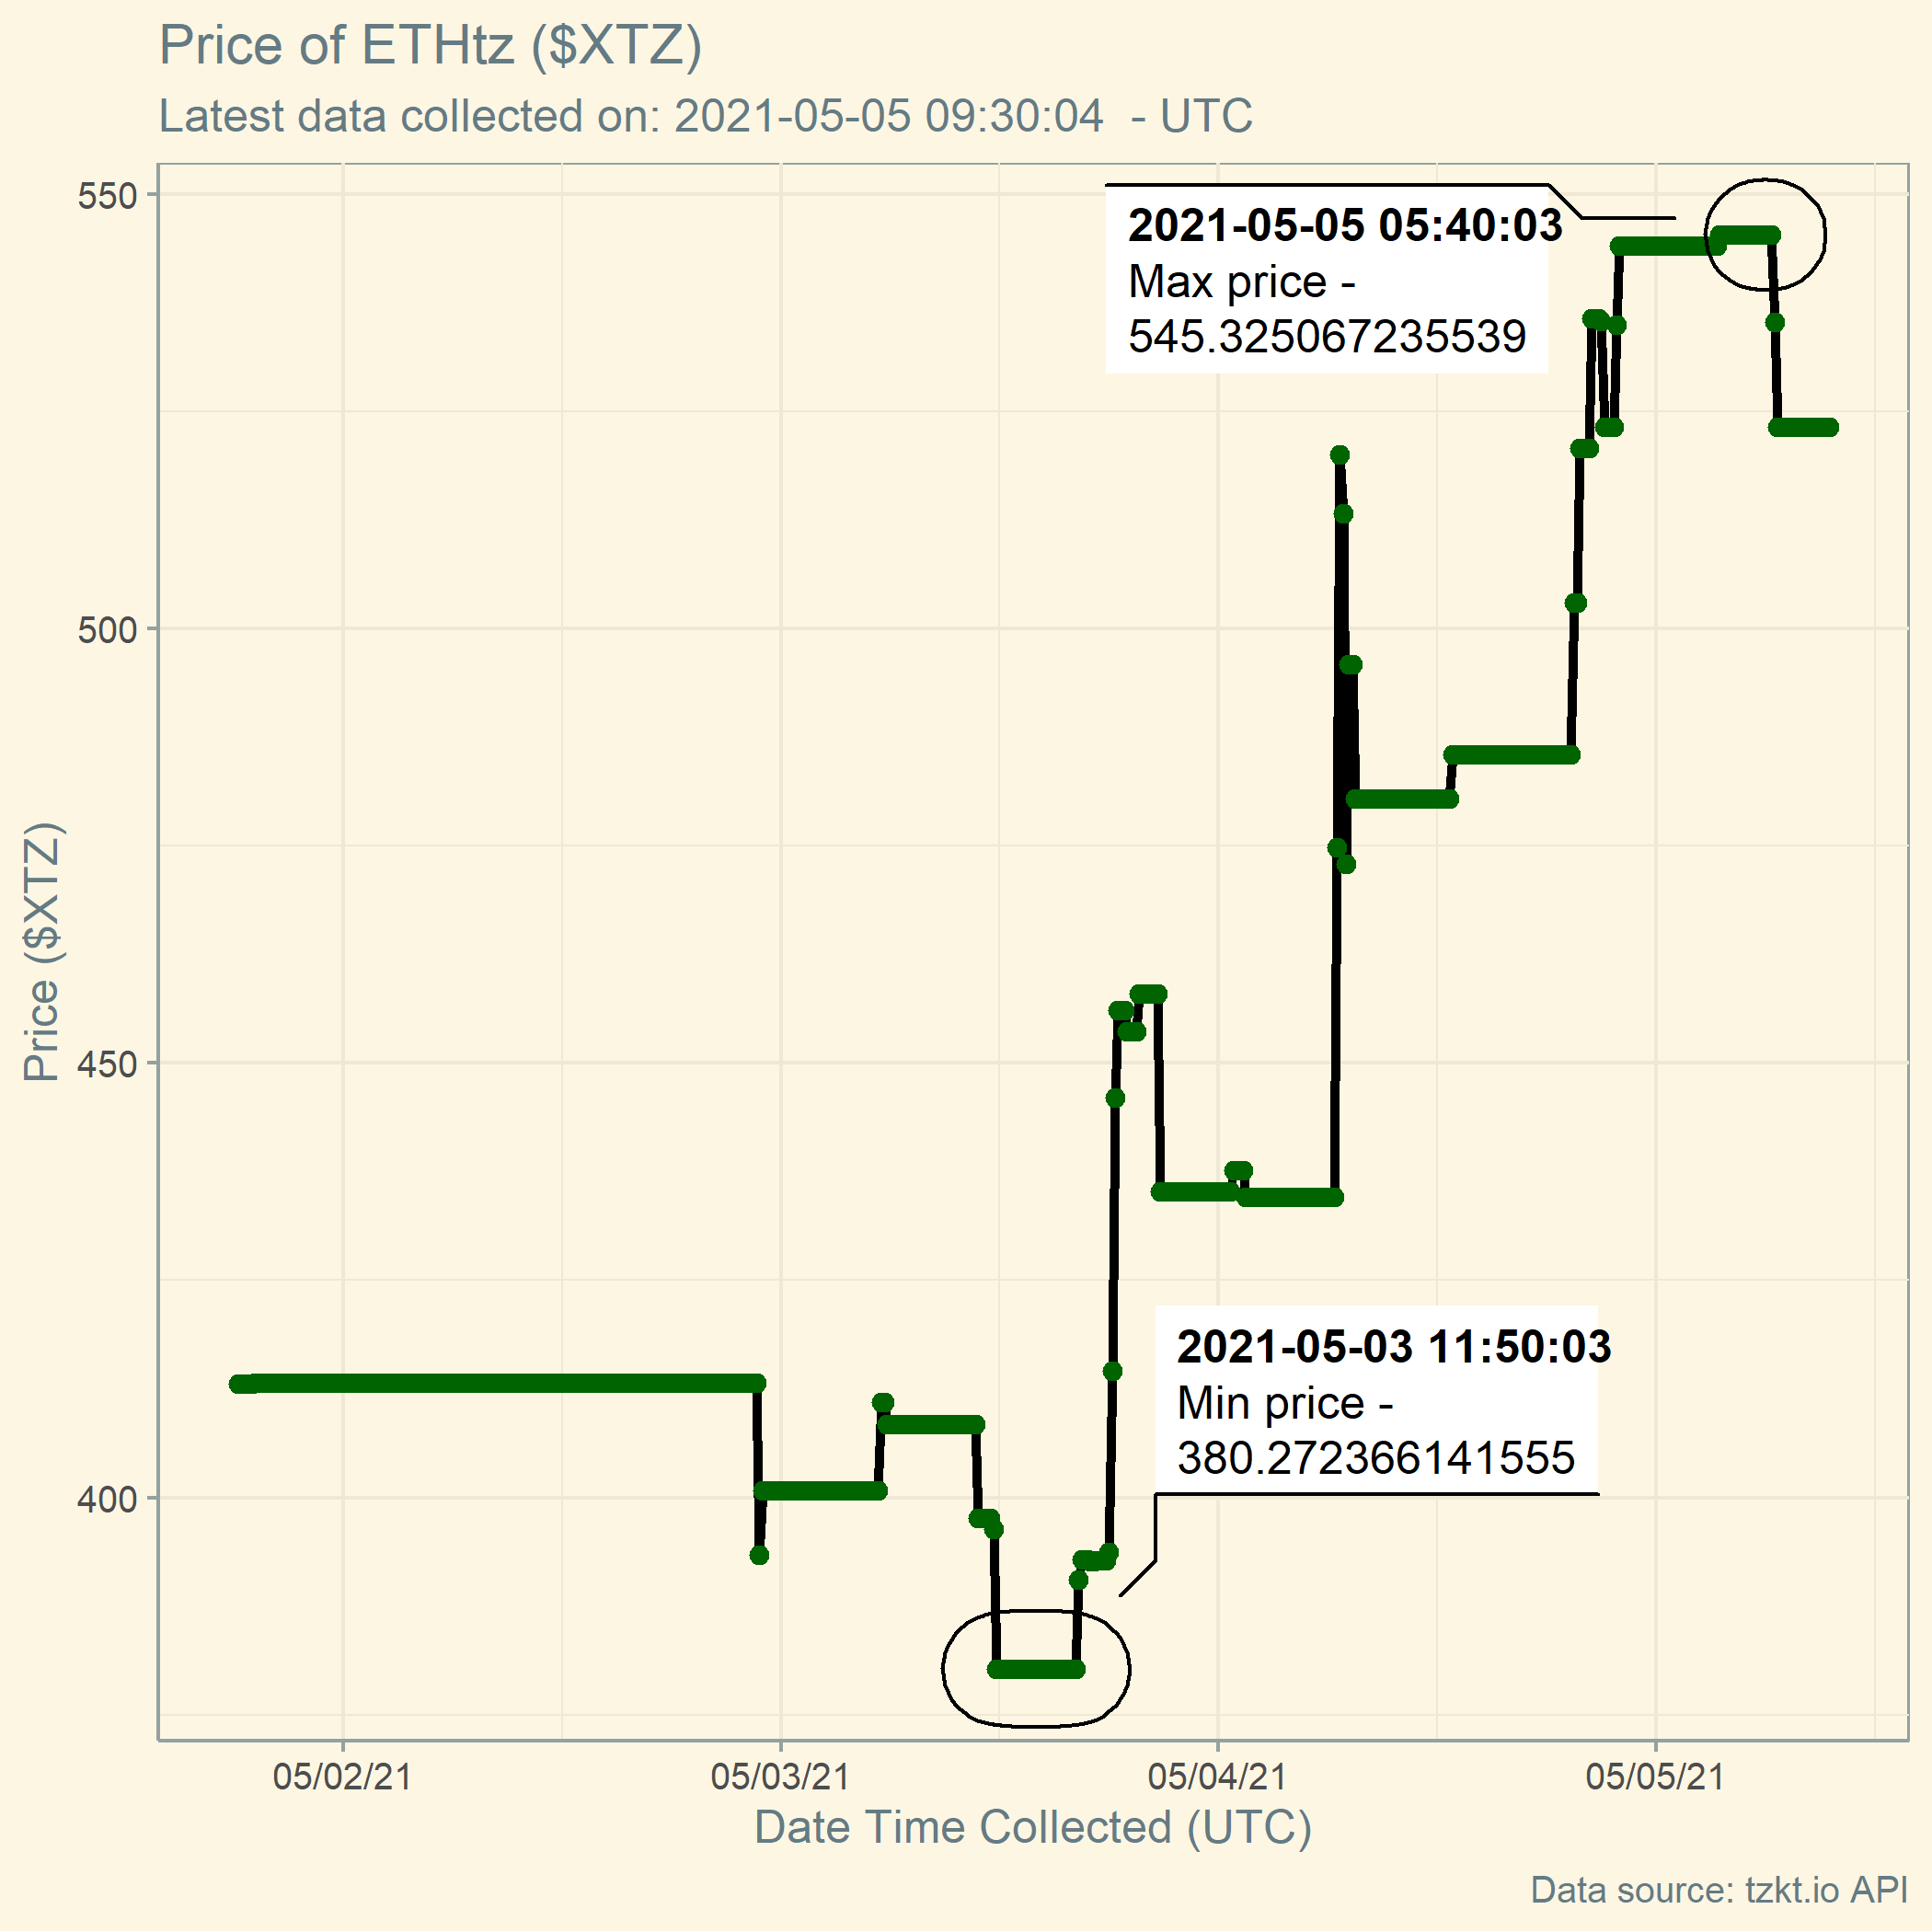 Price of ETHtz ($XTZ)
Latest data collected on: 2021-05-05 09:30:04  - UTC
550
2021-05-05 05:40:03
Max price -
545.325067235539
500
Price ($XTZ)
450
2021-05-03 11:50:03
Min price -
380.272366141555
400
05/02/21
05/03/21
05/04/21
05/05/21
Date Time Collected (UTC)
Data source: tzkt.io API